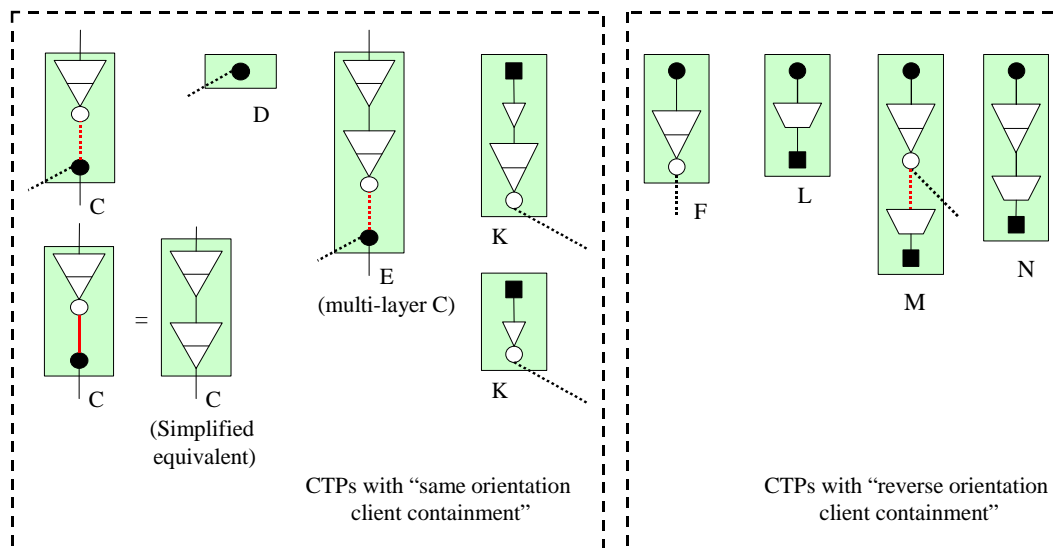 C
D
E
(multi-layer C)
K
K
C
=
C
(Simplified
equivalent)
CTPs with “same orientation
client containment”
F
L
M
N
CTPs with “reverse orientation
client containment”